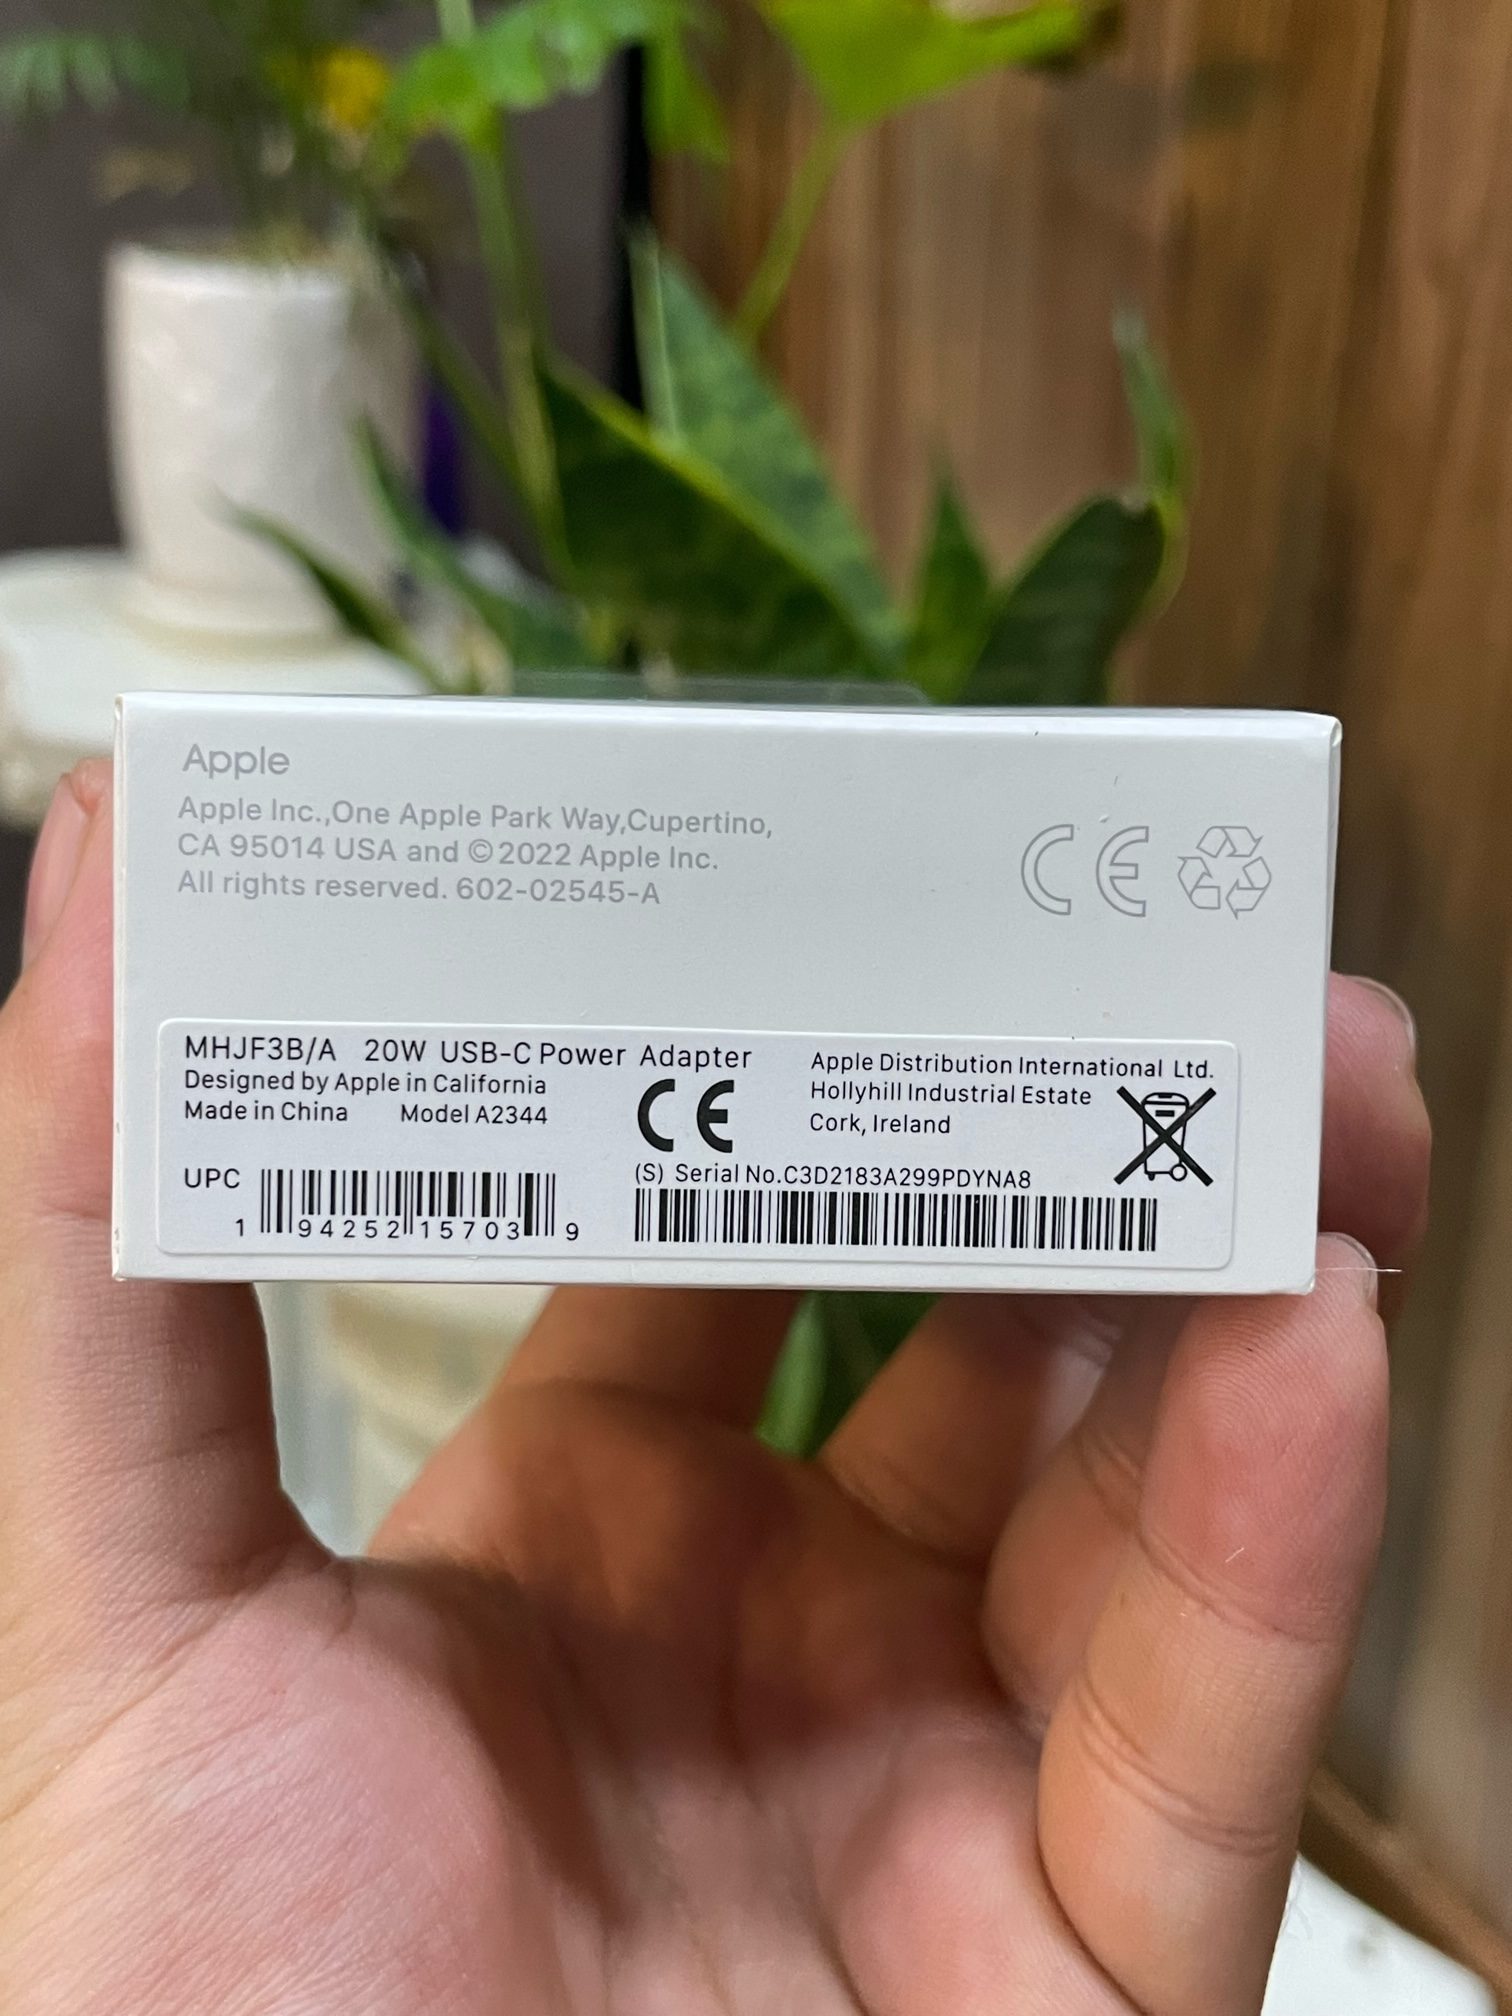 Apple
Apple Inc.,One Apple Park Way,Cupertino,
CA 95014 USA and ©2022 Apple Inc.
All rights reserved. 602-02545-A
CE
MHJF3B/A 20W USB-C Power Adapter
Designed by Apple in California
Made in China Model A2344
CE
Apple Distribution International Ltd.
Hollyhill Industrial Estate
Cork, Ireland
UPC
1 94252 15703 9
(S) Serial No.C3D2183A299PDYNA8